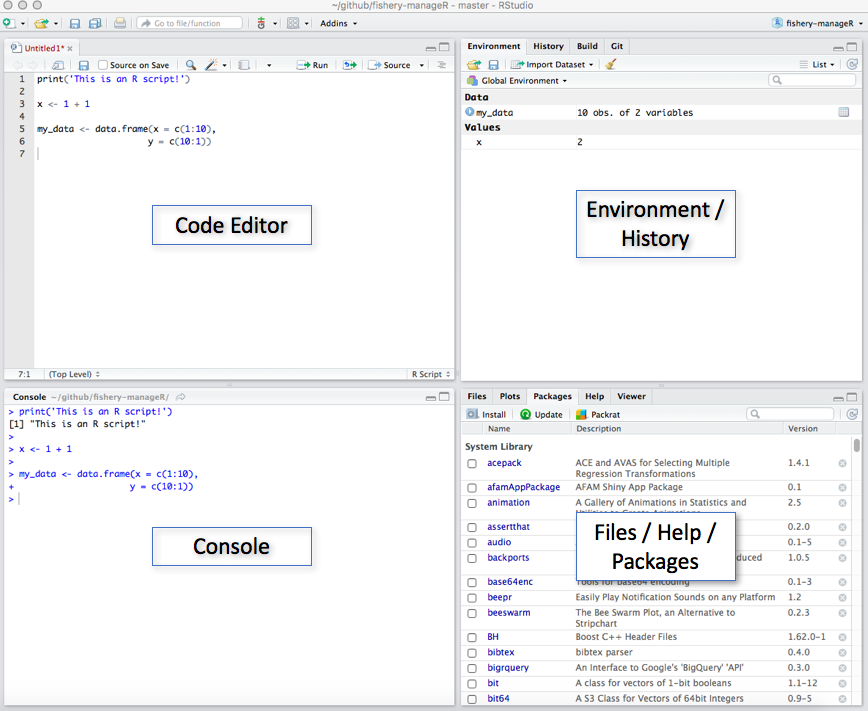 ~/github/fishery-manageR - master - RStudio
Go to file/function
Addins
fishery-manageR
Untitled1*
Source on Save
Run
Source
1 print('This is an R script!')
2
3 x <- 1 + 1
4
5 my_data <- data.frame(x = c(1:10),
6 y = c(10:1))
7
Code Editor
7:1 (Top Level) R Script
Environment History Build Git
Import Dataset List
Global Environment
Data
my_data 10 obs. of 2 variables
Values
x 2
Environment /
History
Console ~/github/fishery-manageR/
> print('This is an R script!')
[1] "This is an R script!"
>
> x <- 1 + 1
>
> my_data <- data.frame(x = c(1:10),
+ y = c(10:1))
>
Console
Files Plots Packages Help Viewer
Install Update Packrat
Name Description Version
System Library
acepack ACE and AVAS for Selecting Multiple 1.4.1
Regression Transformations
afamAppPackage AFAM Shiny App Package 0.1
animation A Gallery of Animations in Statistics and 2.5
assertthat 0.2.0
audio 0.1-5
backports 1.0.5
base64enc Tools for base64 encoding 0.1-3
beepr Easily Play Notification Sounds on any Platform 1.2
beeswarm The Bee Swarm Plot, an Alternative to 0.2.3
Stripchart
BH Boost C++ Header Files 1.62.0-1
bibtex bibtex parser 0.4.0
bigrquery An Interface to Google's 'BigQuery' 'API' 0.3.0
bit A class for vectors of 1-bit booleans 1.1-12
bit64 A S3 Class for Vectors of 64bit Integers 0.9-5
Files / Help /
Packages